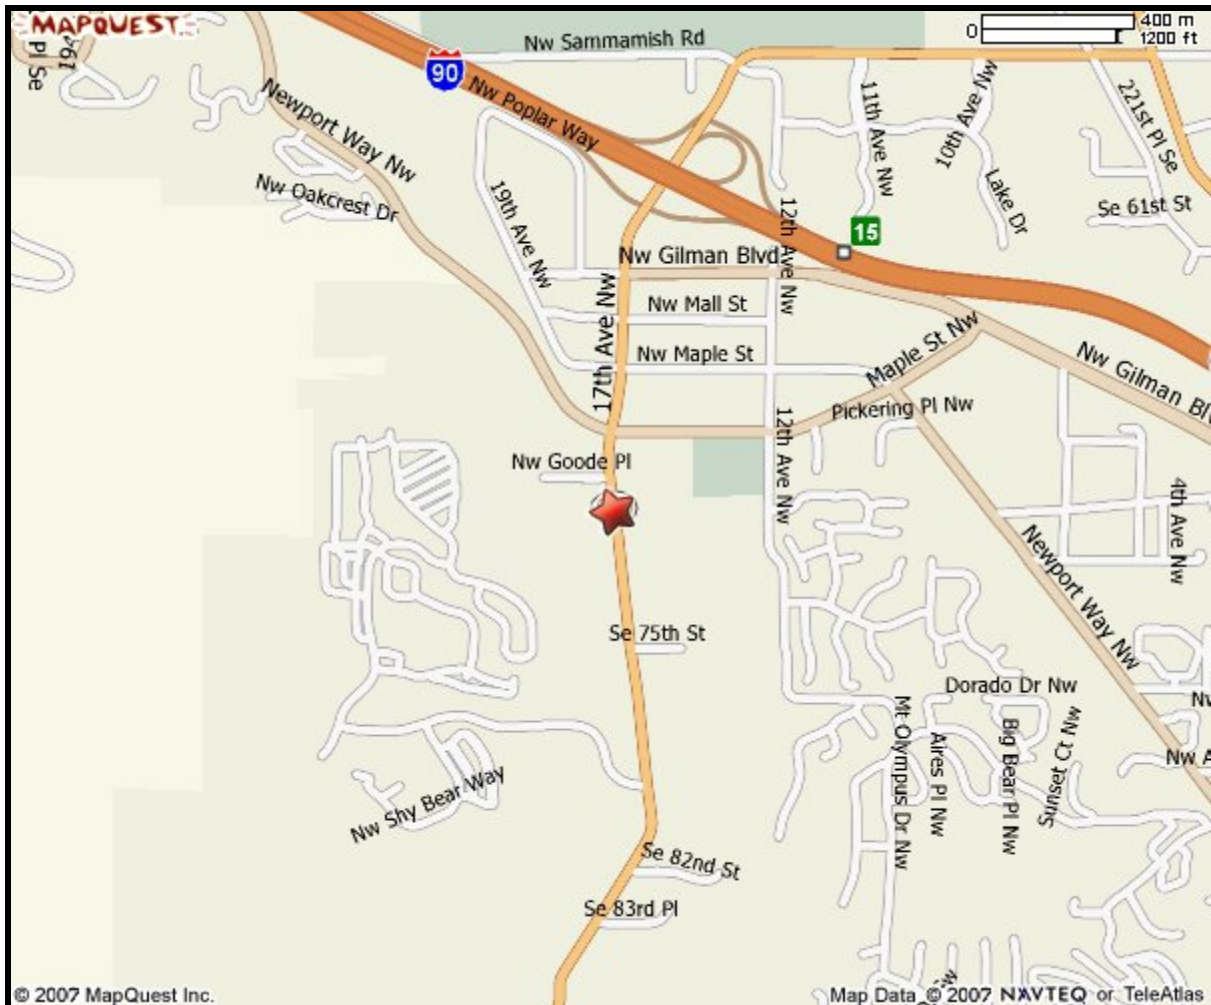 MAPQUEST
400 m
0
1200 ft
Pl Se
Nw Sammamish Rd
90
Nw Poplar Way
Newport Way Nw
11th Ave Nw
10th Ave Nw
221st Pl Se
Nw Oakcrest Dr
19th Ave Nw
Lake Dr
Se 61st St
12th Ave Nw
15
Nw Gilman Blvd
17th Ave Nw
Nw Mall St
Nw Maple St
Maple St Nw
Nw Gilman Blv
Pickering Pl Nw
12th Ave Nw
Nw Goode Pl
4th Ave Nw
Newport Way Nw
Se 75th St
Dorado Dr Nw
Mt Olympus Dr Nw
Aires Pl Nw
Big Bear Pl Nw
Sunset Ct Nw
Nw A
Nw Shy Bear Way
Se 82nd St
Se 83rd Pl
© 2007 MapQuest Inc.
Map Data © 2007 NAVTEQ or TeleAtlas